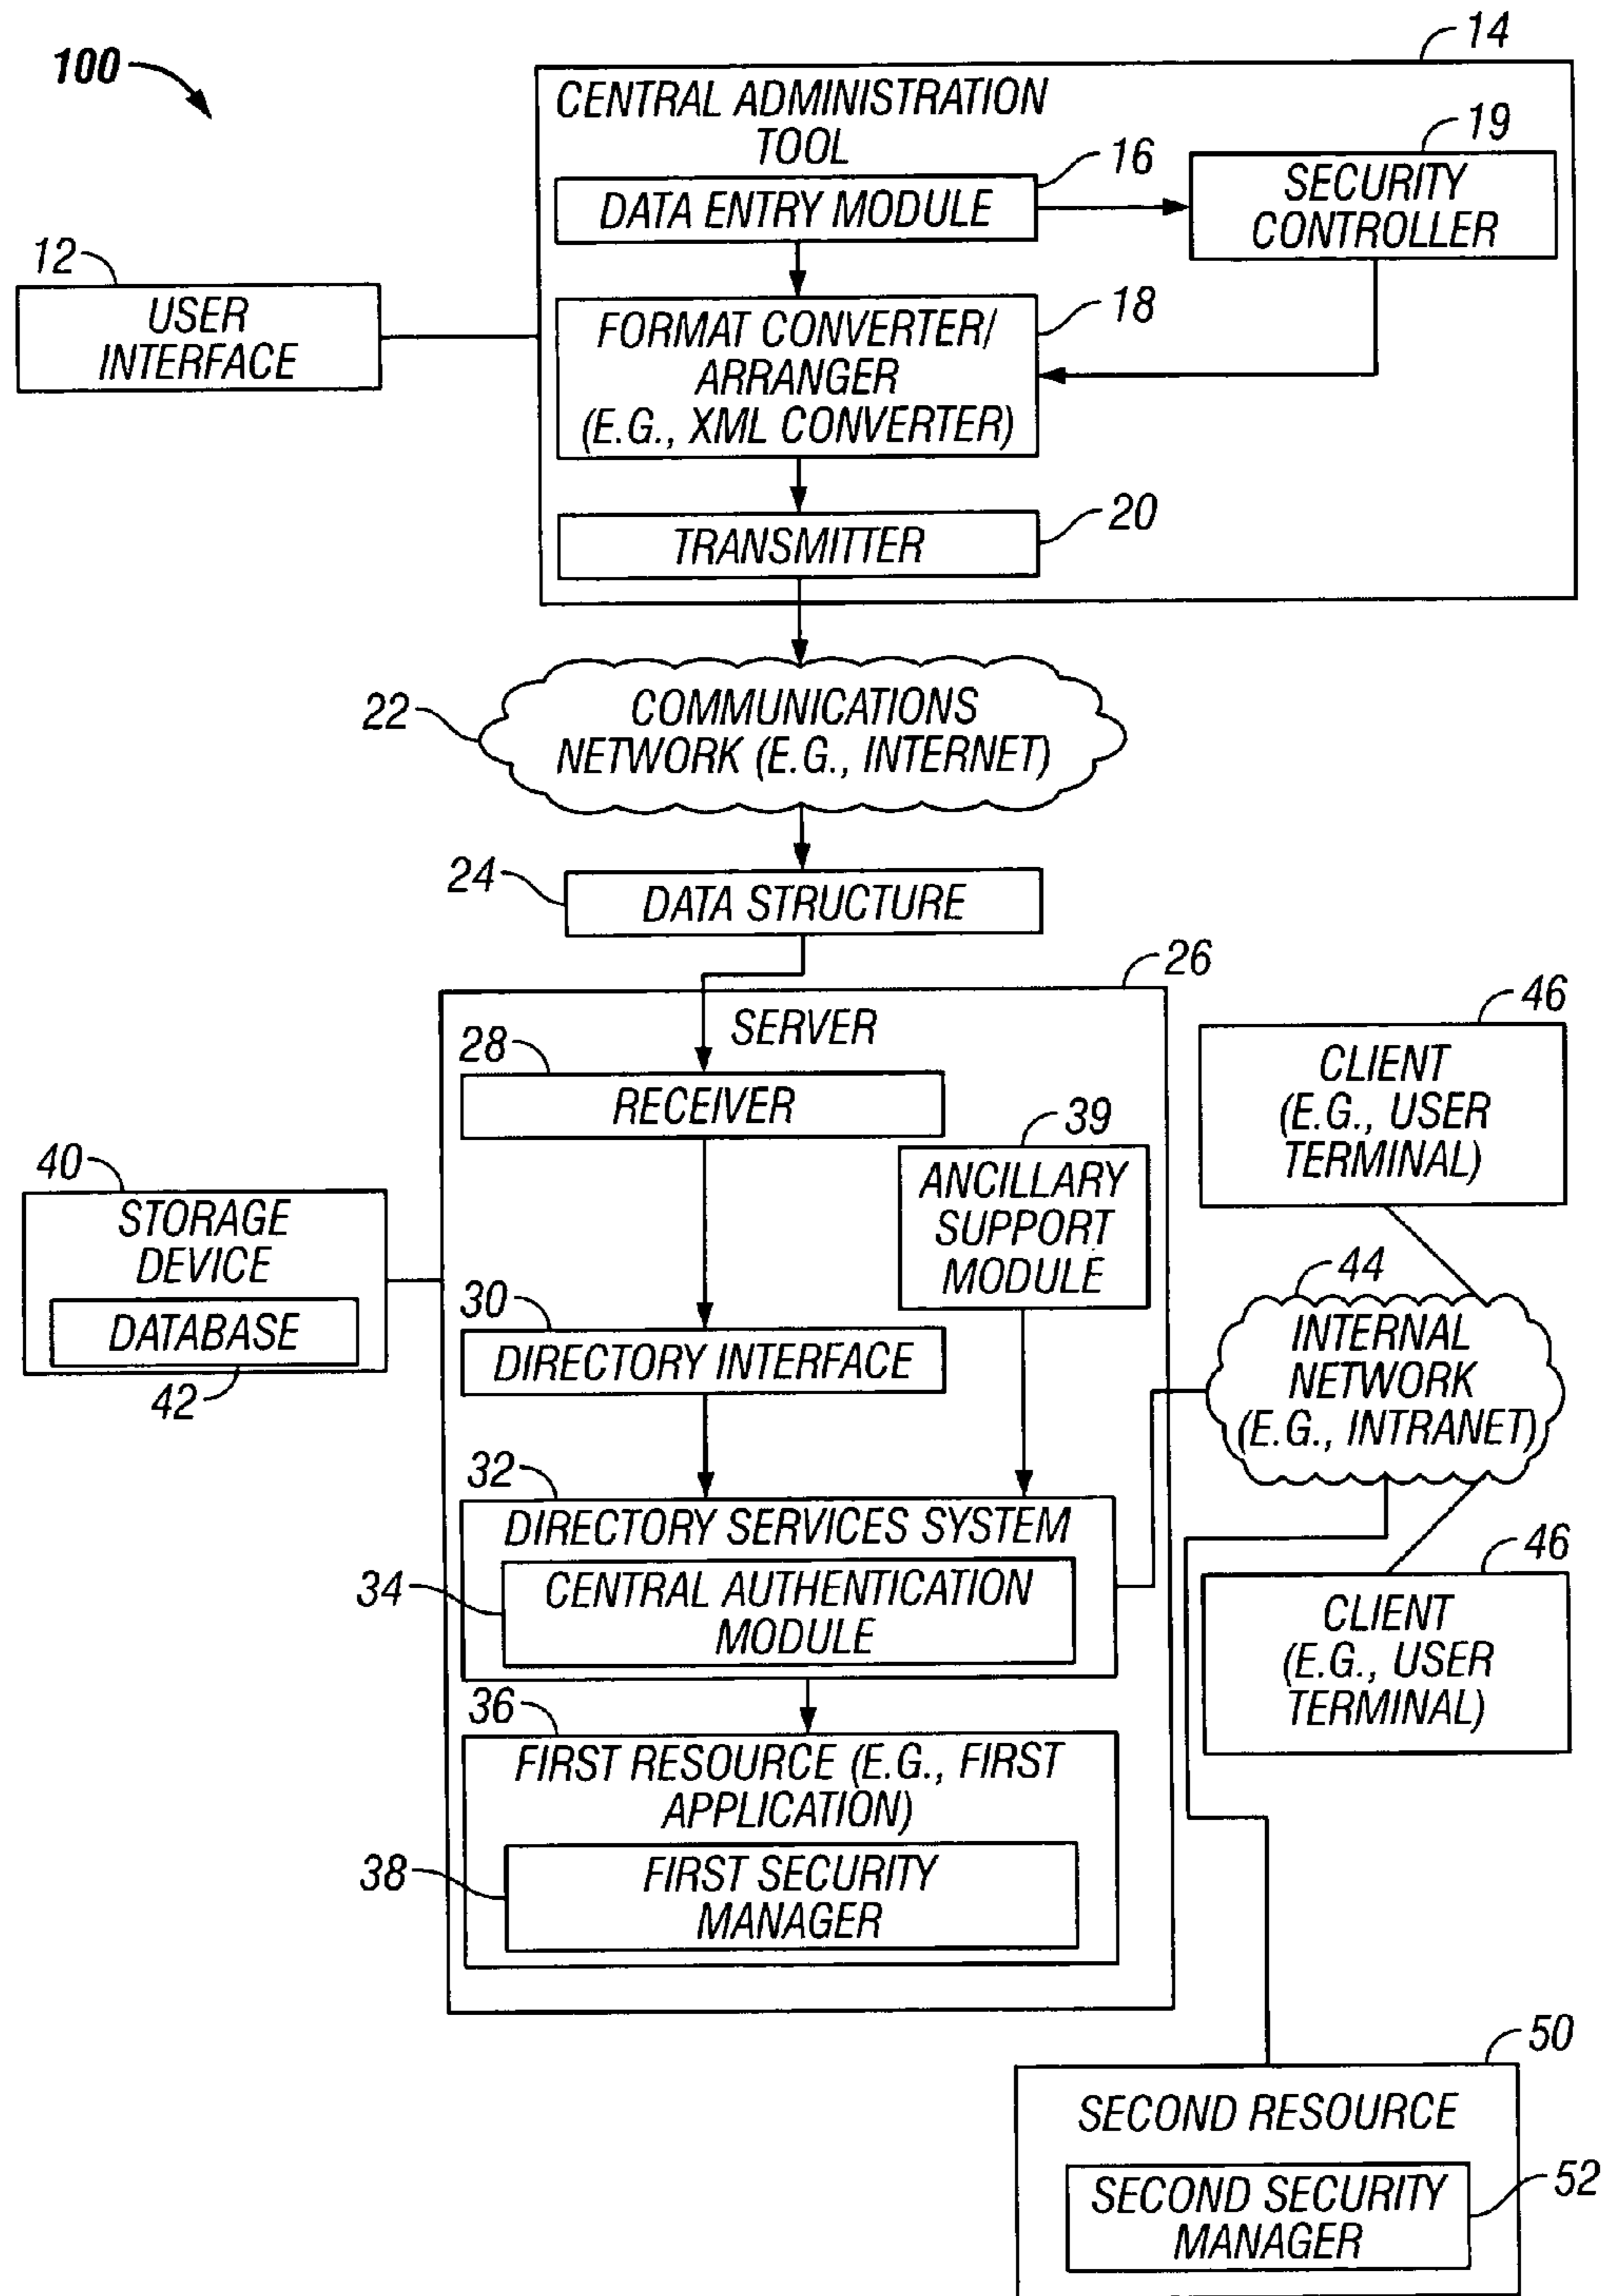 100
14
CENTRAL ADMINISTRATION
TOOL
19
16
DATA ENTRY MODULE
SECURITY
CONTROLLER
12
USER
INTERFACE
18
FORMAT CONVERTER/
ARRANGER
(E.G., XML CONVERTER)
20
TRANSMITTER
22
COMMUNICATIONS
NETWORK (E.G., INTERNET)
24
DATA STRUCTURE
26
SERVER
28
RECEIVER
46
CLIENT
(E.G., USER
TERMINAL)
39
ANCILLARY
SUPPORT
MODULE
40
STORAGE
DEVICE
DATABASE
42
30
DIRECTORY INTERFACE
44
INTERNAL
NETWORK
(E.G., INTRANET)
32
DIRECTORY SERVICES SYSTEM
34
CENTRAL AUTHENTICATION
MODULE
46
CLIENT
(E.G., USER
TERMINAL)
36
FIRST RESOURCE (E.G., FIRST
APPLICATION)
38
FIRST SECURITY
MANAGER
50
SECOND RESOURCE
52
SECOND SECURITY
MANAGER